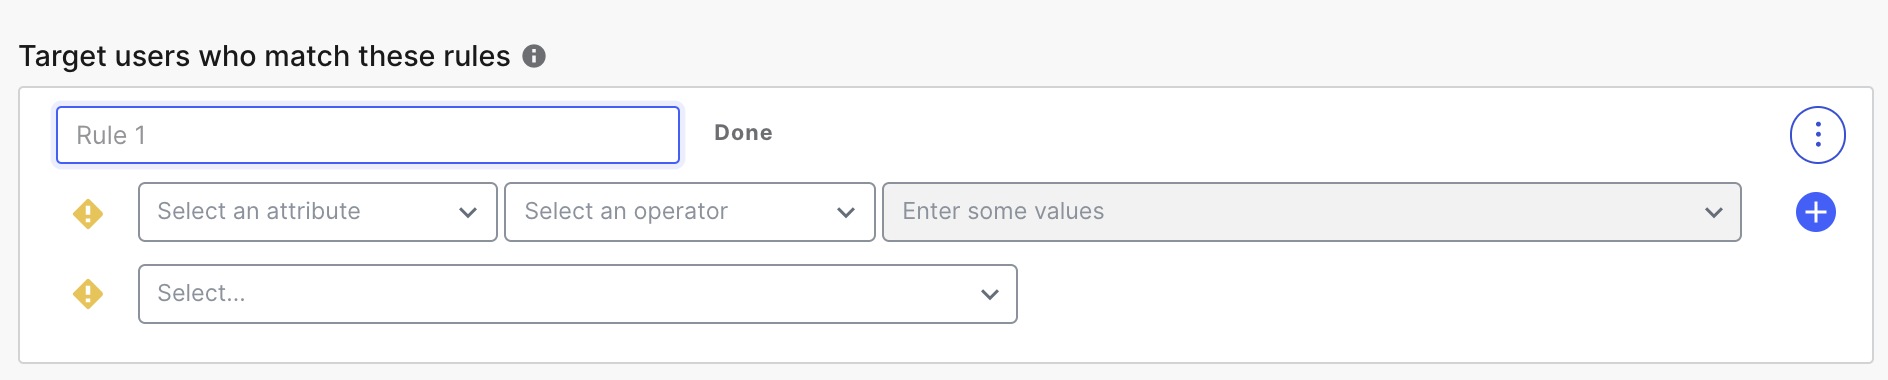 Target users who match these rules
Rule 1
Done
Select an attribute
Select an operator
Enter some values
Select...